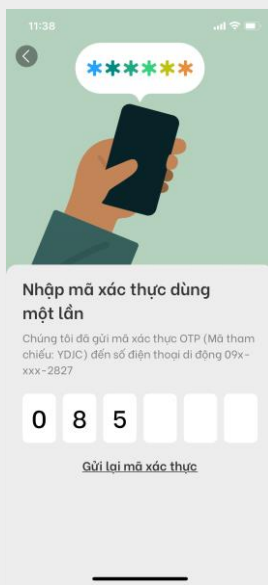 11:38
******
Nhập mã xác thực dùng
một lần
Chúng tôi đã gửi mã xác thực OTP (Mã tham
chiếu: YDJC) đến số điện thoại di động 09x-
xxx-2827
0 8 5
Gửi lại mã xác thực